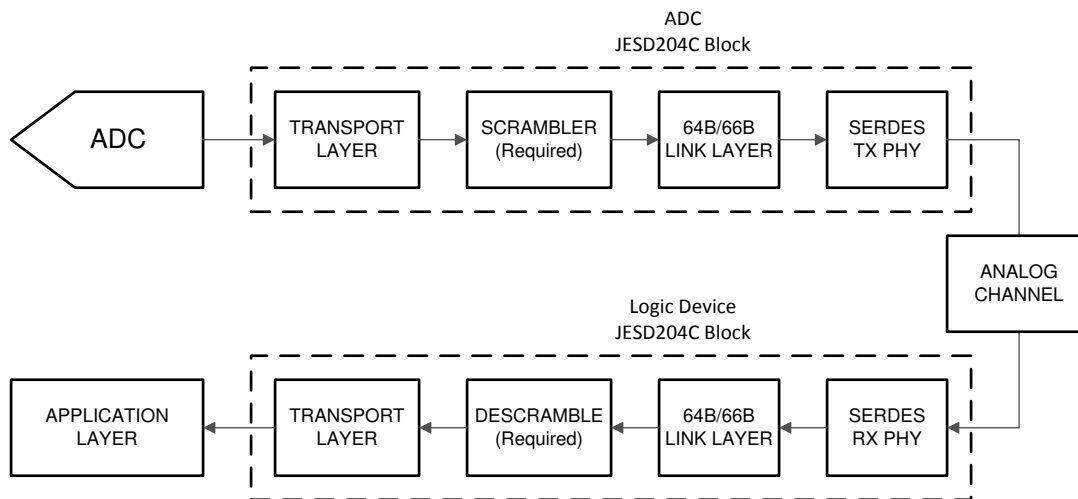 ADC
JESD204C Block
ADC
TRANSPORT
LAYER
SCRAMBLER
(Required)
64B/66B
LINK LAYER
SERDES
TX PHY
ANALOG
CHANNEL
Logic Device
JESD204C Block
APPLICATION
LAYER
TRANSPORT
LAYER
DESCRAMBLE
(Required)
64B/66B
LINK LAYER
SERDES
RX PHY